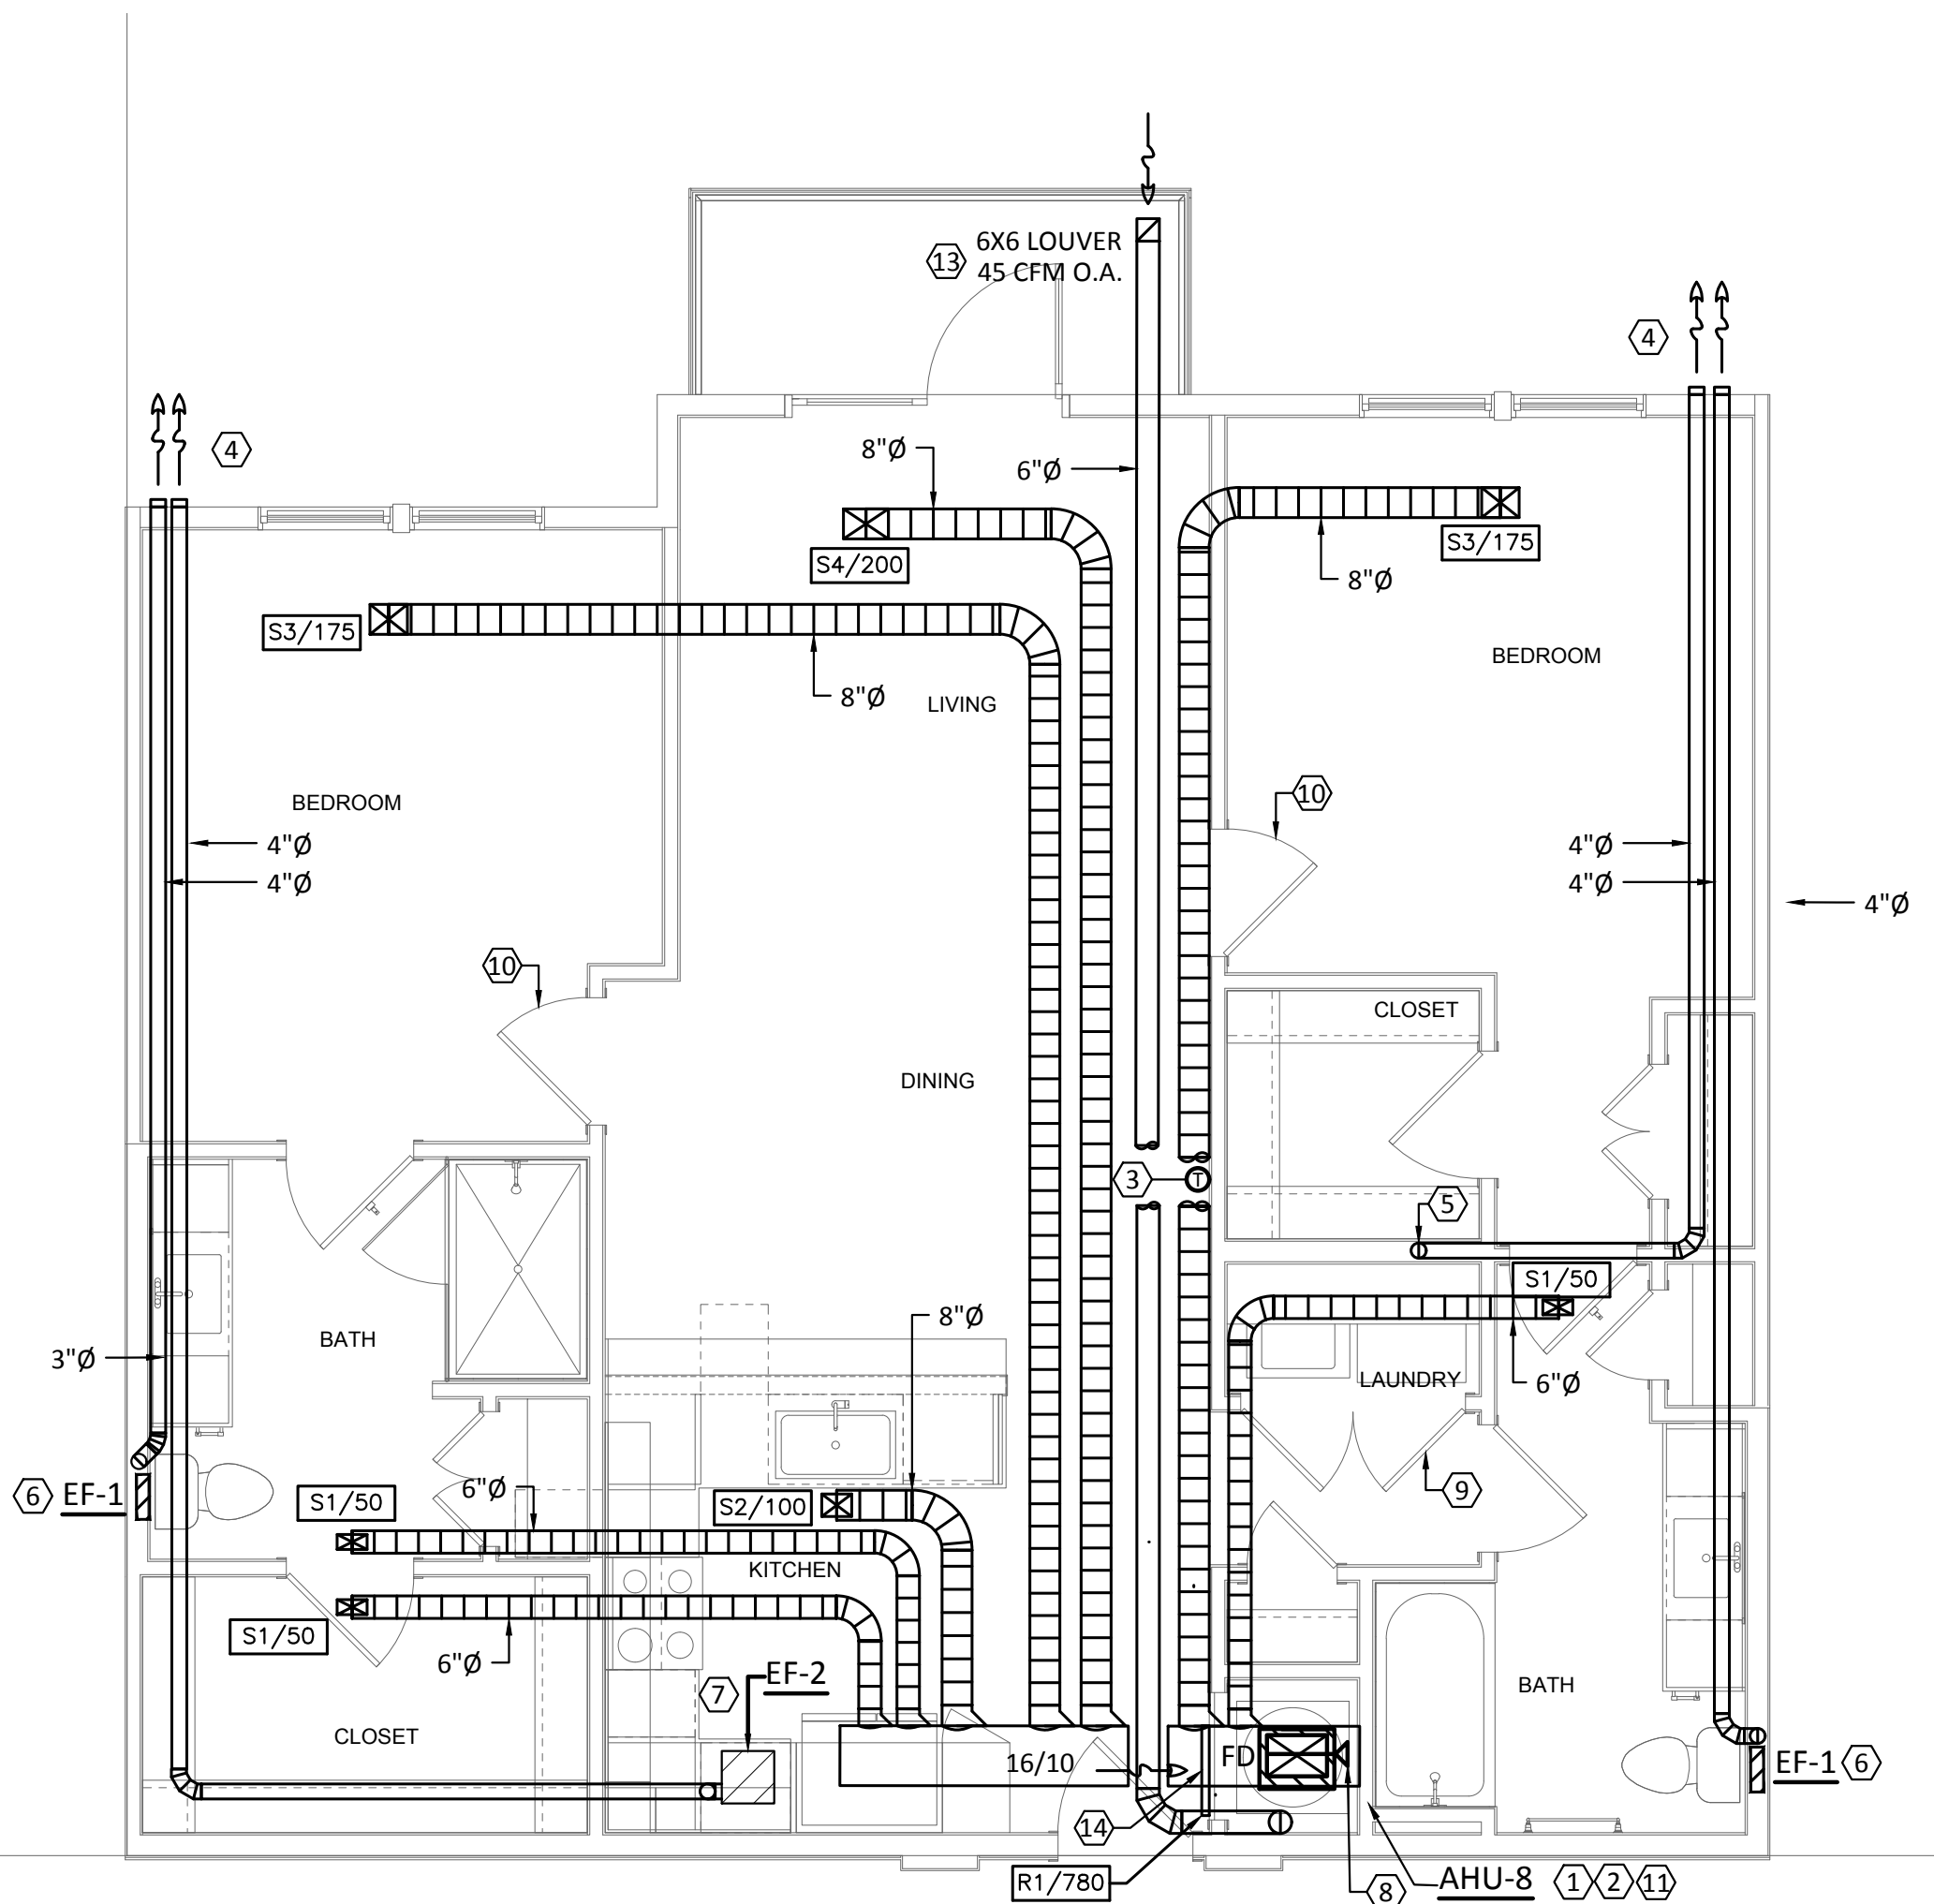 6X6 LOUVER
13
45 CFM O.A.
4
4
8"Ø
6"Ø
S4/200
S3/175
8"Ø
S3/175
BEDROOM
8"Ø
LIVING
BEDROOM
10
4"Ø
4"Ø
4"Ø
4"Ø
4"Ø
10
CLOSET
DINING
3
T
5
S1/50
8"Ø
BATH
3"Ø
LAUNDRY
6"Ø
6 EF-1
S1/50
6"Ø
S2/100
9
KITCHEN
S1/50
6"Ø
7
EF-2
BATH
CLOSET
16/10
FD
EF-1 6
14
R1/780
8
AHU-8 1 2 11